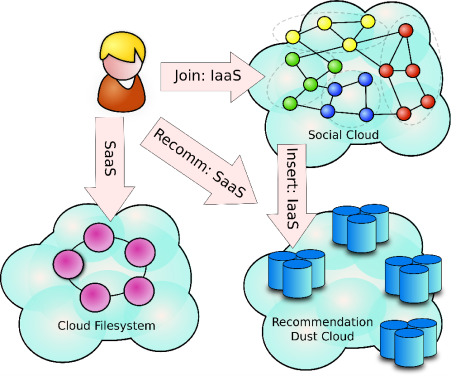 Join: IaaS
Social Cloud
SaaS
Recomm: SaaS
Insert: IaaS
Cloud Filesystem
Recommendation
Dust Cloud